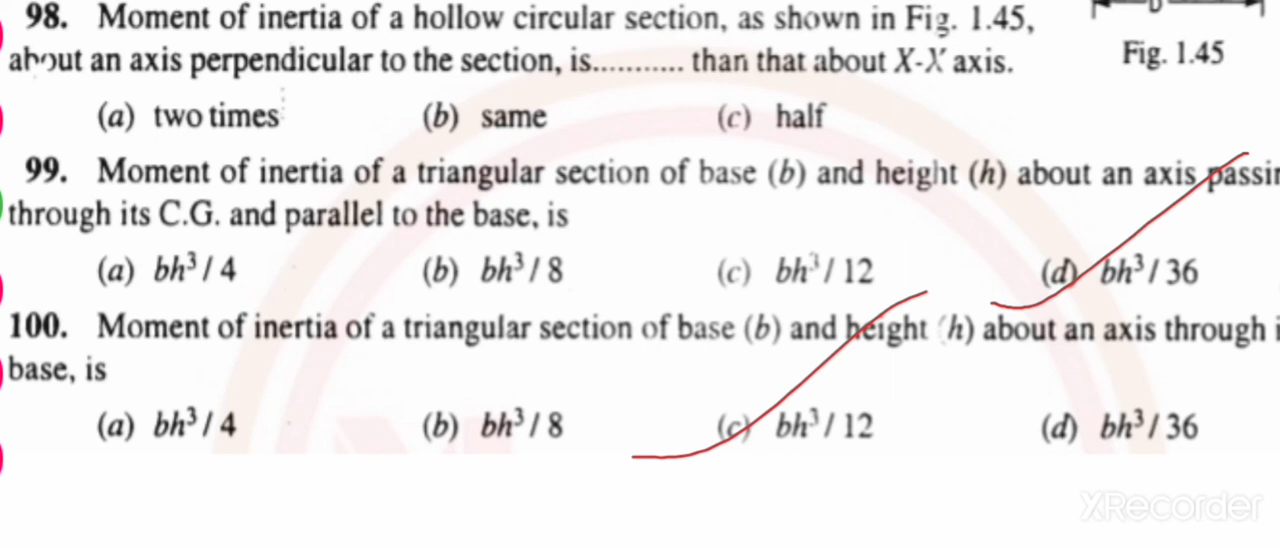 98. Moment of inertia of a hollow circular section, as shown in Fig. 1.45,
D
about an axis perpendicular to the section, is........... than that about X-X axis.
Fig. 1.45
(a) two times (b) same (c) half
99. Moment of inertia of a triangular section of base (b) and height (h) about an axis passin
through its C.G. and parallel to the base, is
(a) bh³ / 4 (b) bh³ / 8 (c) bh³ / 12 (d) bh³ / 36
100. Moment of inertia of a triangular section of base (b) and height (h) about an axis through i
base, is
(a) bh³ / 4 (b) bh³ / 8 (c) bh³ / 12 (d) bh³ / 36
XRecorder